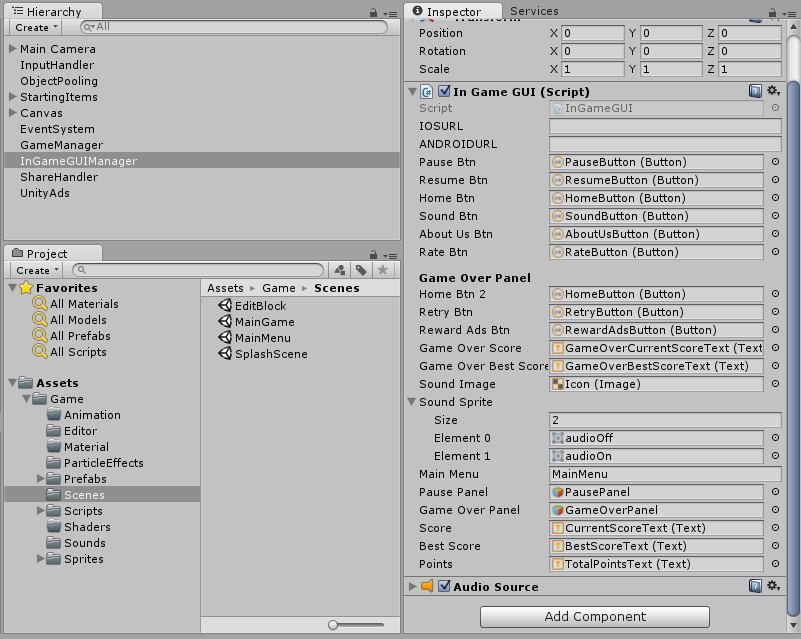 Hierarchy
Create
All
Main Camera
InputHandler
ObjectPooling
StartingItems
Canvas
EventSystem
GameManager
InGameGUIManager
ShareHandler
UnityAds
Project
Create
Favorites
All Materials
All Models
All Prefabs
All Scripts
Assets
Game
Animation
Editor
Material
ParticleEffects
Prefabs
Scenes
Scripts
Shaders
Sounds
Sprites
Assets Game Scenes
EditBlock
MainGame
MainMenu
SplashScene
Inspector Services
Transform
Position X 0 Y 0 Z 0
Rotation X 0 Y 0 Z 0
Scale X 1 Y 1 Z 1
In Game GUI (Script)
Script InGameGUI
IOSURL
ANDROIDURL
Pause Btn PauseButton (Button)
Resume Btn ResumeButton (Button)
Home Btn HomeButton (Button)
Sound Btn SoundButton (Button)
About Us Btn AboutUsButton (Button)
Rate Btn RateButton (Button)
Game Over Panel
Home Btn 2 HomeButton (Button)
Retry Btn RetryButton (Button)
Reward Ads Btn RewardAdsButton (Button)
Game Over Score GameOverCurrentScoreText (Text
Game Over Best Score GameOverBestScoreText (Text)
Sound Image Icon (Image)
Sound Sprite
Size 2
Element 0 audioOff
Element 1 audioOn
Main Menu MainMenu
Pause Panel PausePanel
Game Over Panel GameOverPanel
Score CurrentScoreText (Text)
Best Score BestScoreText (Text)
Points TotalPointsText (Text)
Audio Source
Add Component